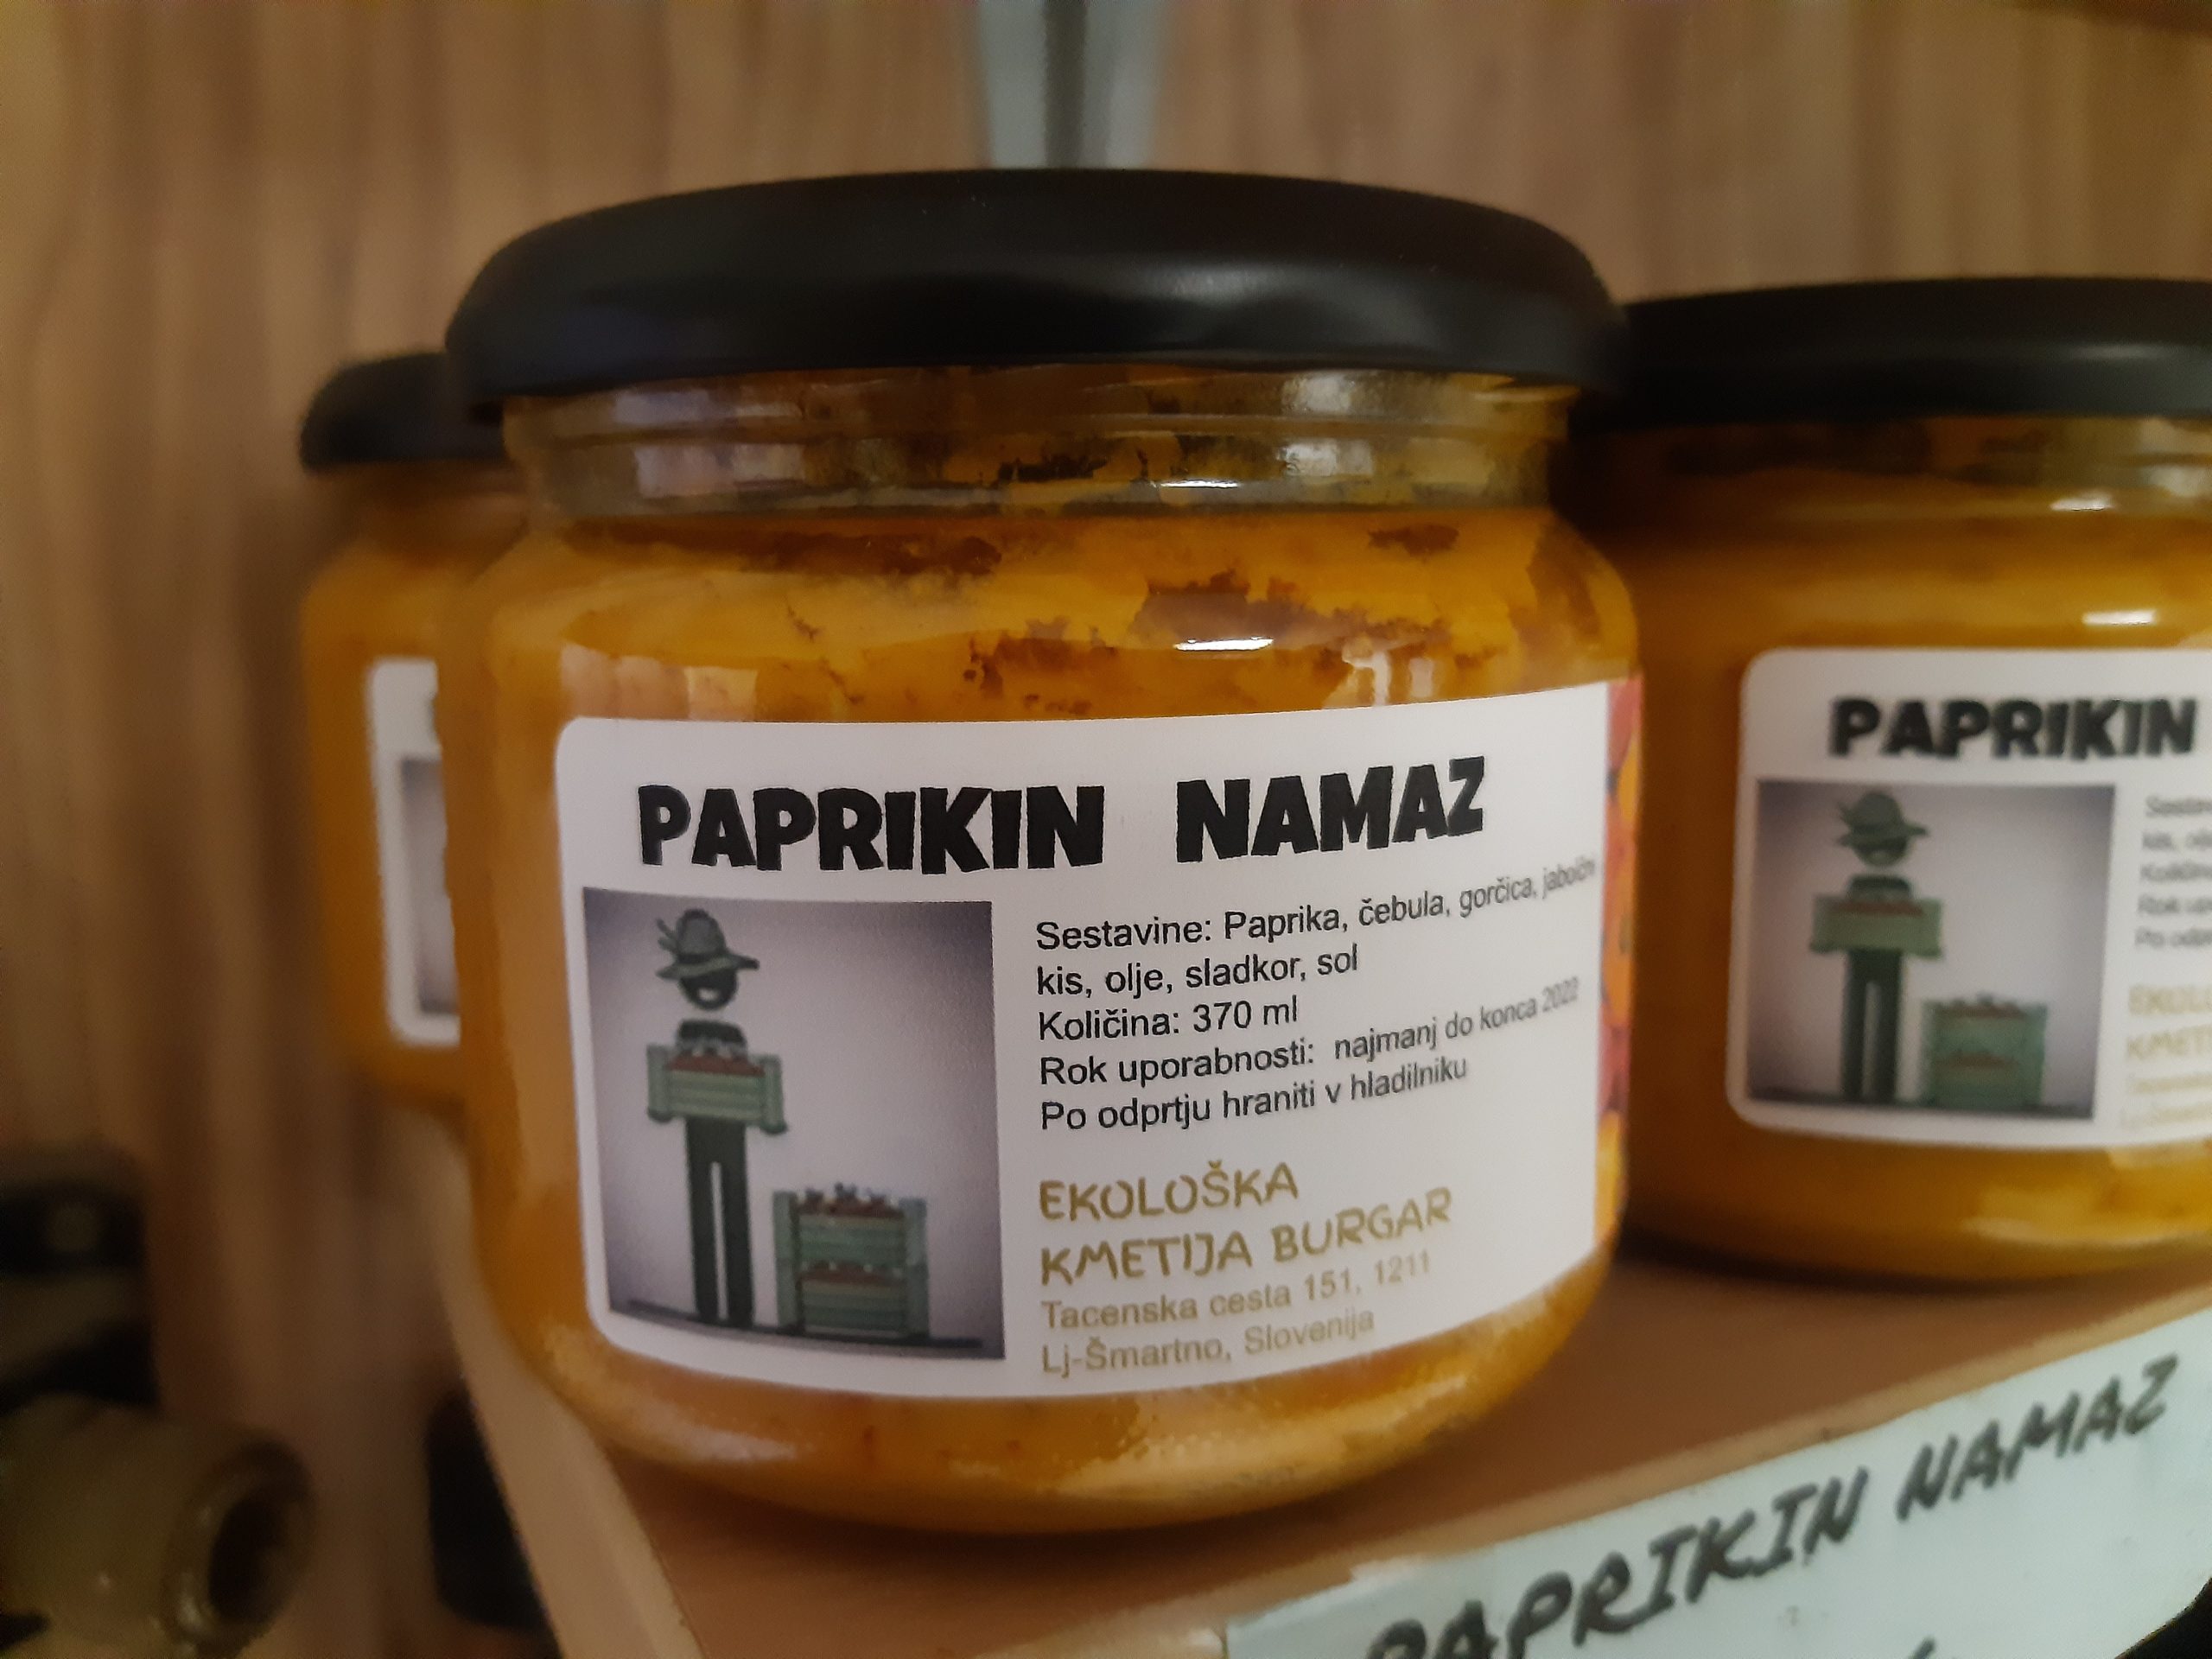 PAPRIKIN NAMAZ
Sestavine: Paprika, čebula, gorčica, jabolčni
kis, olje, sladkor, sol
Količina: 370 ml
Rok uporabnosti: najmanj do konca 2022
Po odprtju hraniti v hladilniku
EKOLOŠKA
KMETIJA BURGAR
Tacenska cesta 151, 1211
Lj-Šmartno, Slovenija
PAPRIKIN
PAPRIKIN NAMAZ